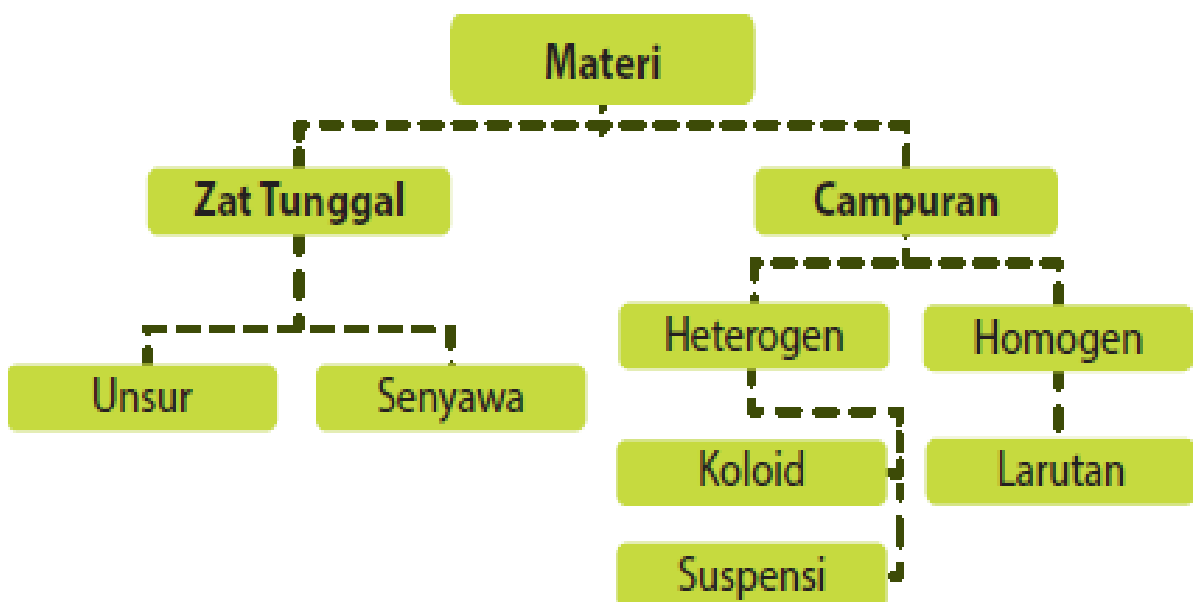 Materi
Zat Tunggal
Campuran
Heterogen
Homogen
Unsur
Senyawa
Koloid
Larutan
Suspensi